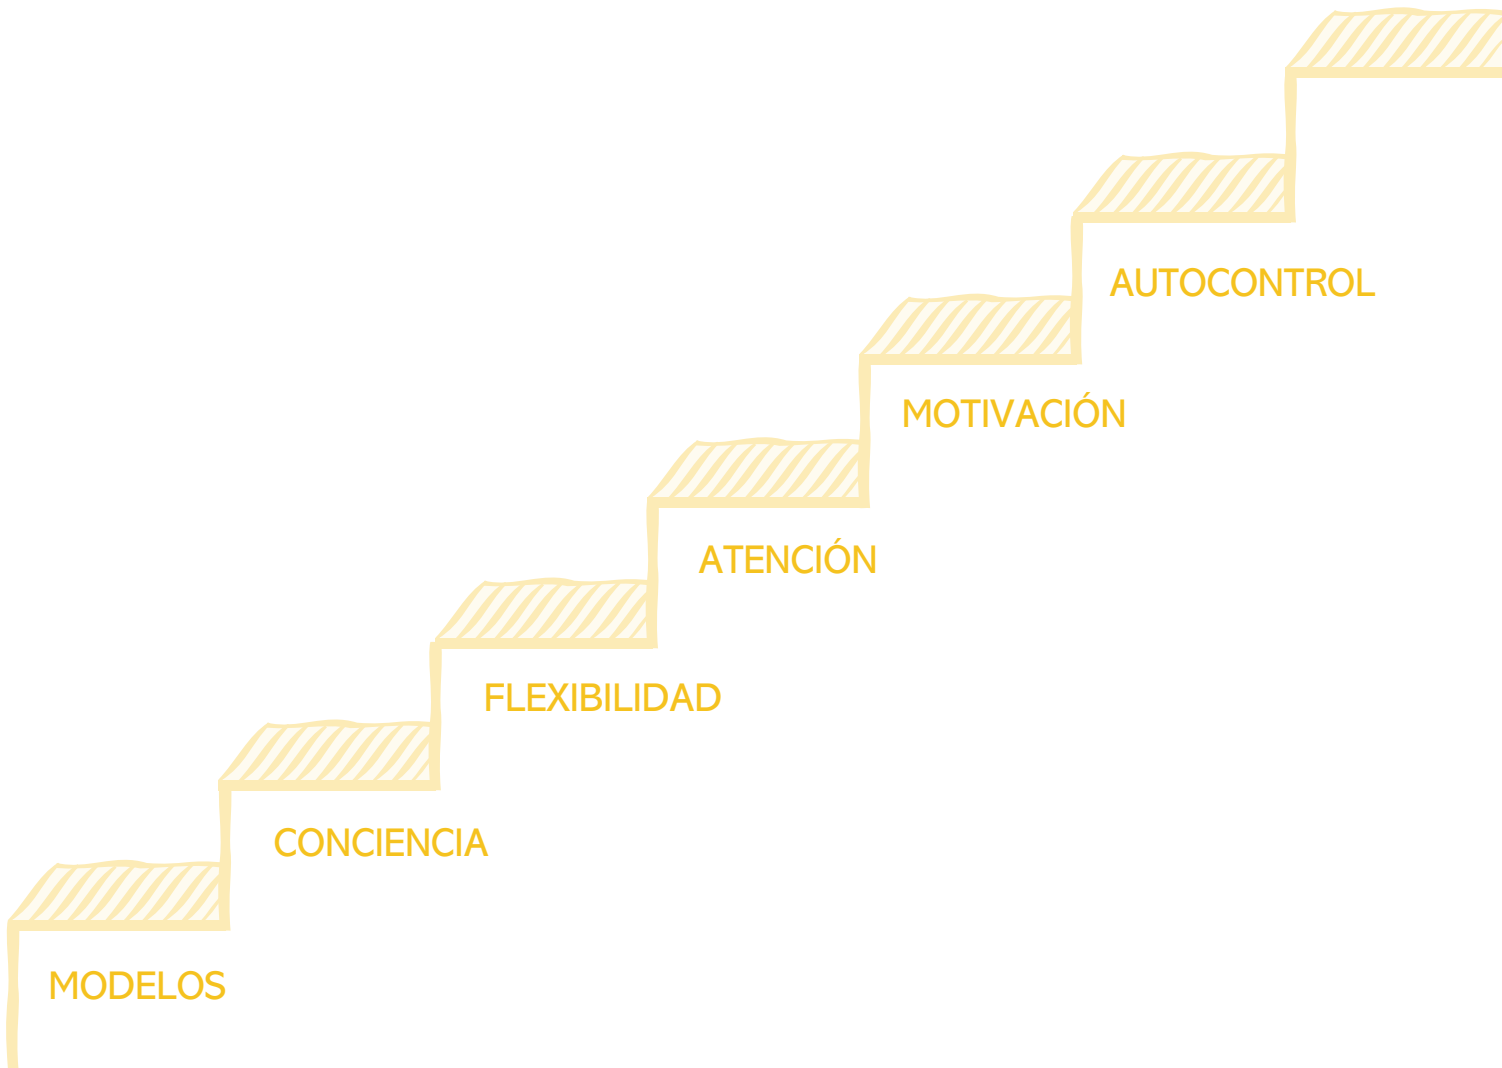 AUTOCONTROL
MOTIVACIÓN
ATENCIÓN
FLEXIBILIDAD
CONCIENCIA
MODELOS